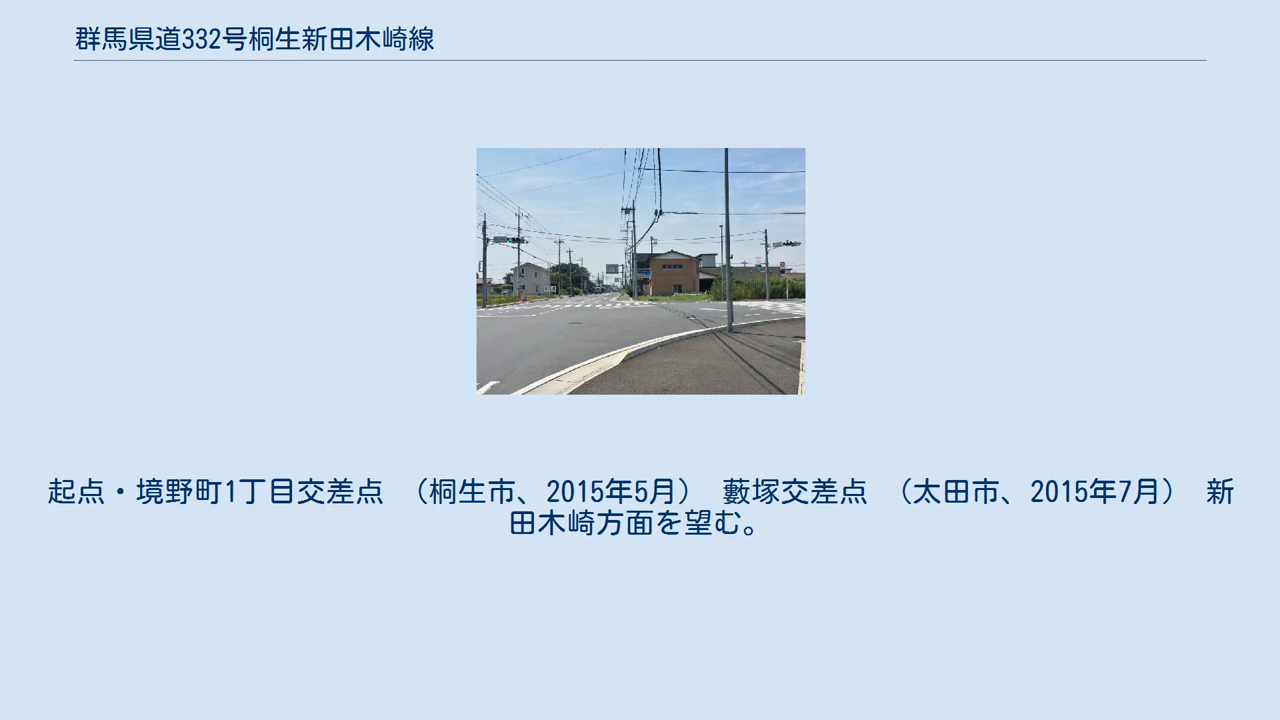 群馬県道332号桐生新田木崎線
起点・境野町1丁目交差点 （桐生市、2015年5月） 藪塚交差点 （太田市、2015年7月） 新
田木崎方面を望む。